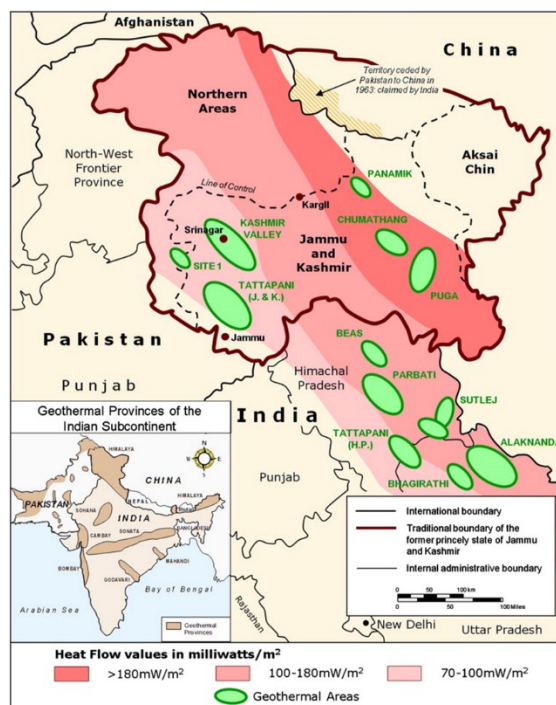 Afghanistan
China
Territory ceded by
Pakistan to China in
1963: claimed by India
Northern
Areas
Aksai
Chin
North-West
Frontier
Province
PANAMIK
Line of Control
Kargil
KASHMIR
VALLEY
Srinagar
CHUMATHANG
Jammu
and
Kashmir
SITE 1
TATTAPANI
(J. & K.)
PUGA
Pakistan
Jammu
BEAS
Himachal
Pradesh
PARBATI
Punjab
India
SUTLEJ
TATTAPANI
(H.P.)
ALAKNANDA
BHAGIRATHI
Punjab
Geothermal Provinces of the
Indian Subcontinent
HIMALAYA
N
W E
S
CHINA
NEPAL
HIMALAYA
PAKISTAN
SOHANA
INDIA
SONATA
BANGLADESH
CAMBAY
MAHANADI
BOMBAY
GODAVARI
Bay of Bengal
Arabian Sea
Geothermal
Provinces
International boundary
Traditional boundary of the
former princely state of Jammu
and Kashmir
Internal administrative boundary
0 50 100km
0 50 100 Miles
Rajasthan
New Delhi
Uttar Pradesh
Heat Flow values in milliwatts/m²
>180mW/m²
100-180mW/m²
70-100mW/m²
Geothermal Areas